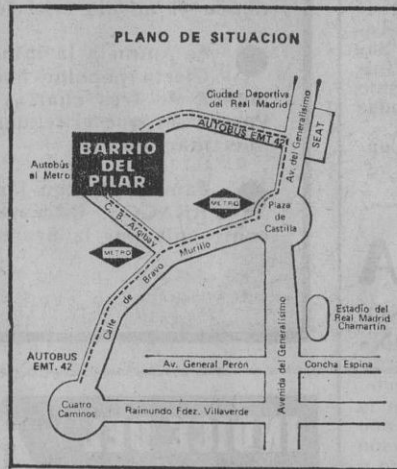 PLANO DE SITUACION
Ciudad Deportiva
del Real Madrid
AUTOBUS EMT 42
Av. del Generalísimo
SEAT
BARRIO
DEL
PILAR
Autobús
al Metro
C. B. Argibay
METRO
METRO
Plaza
de
Castilla
Calle de Bravo Murillo
Estadio del
Real Madrid
Chamartín
AUTOBUS
EMT. 42
Av. General Perón
Concha Espina
Avenida del Generalísimo
Cuatro
Caminos
Raimundo Fdez. Villaverde